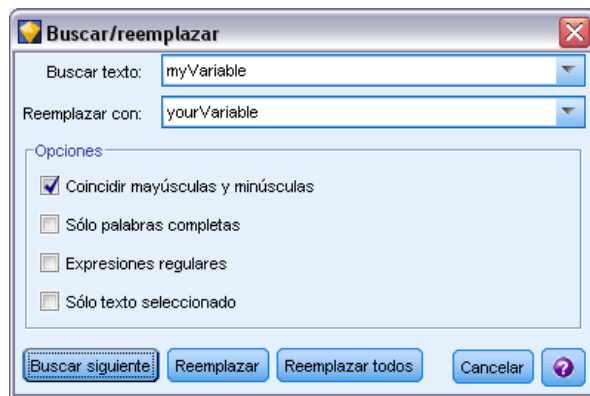 Buscar/reemplazar
Buscar texto: myVariable
Reemplazar con: yourVariable
Opciones
Coincidir mayúsculas y minúsculas
Sólo palabras completas
Expresiones regulares
Sólo texto seleccionado
Buscar siguiente Reemplazar Reemplazar todos Cancelar ?